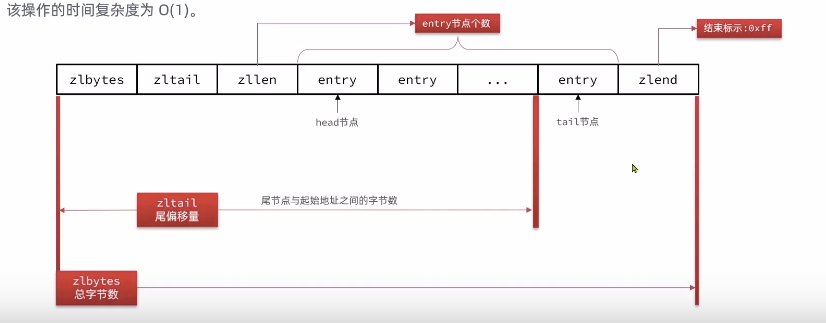 该操作的时间复杂度为 O(1)。
entry节点个数
结束标示:0xff
zlbytes zltail zllen entry entry ... entry zlend
head节点
tail节点
zltail
尾偏移量
尾节点与起始地址之间的字节数
zlbytes
总字节数